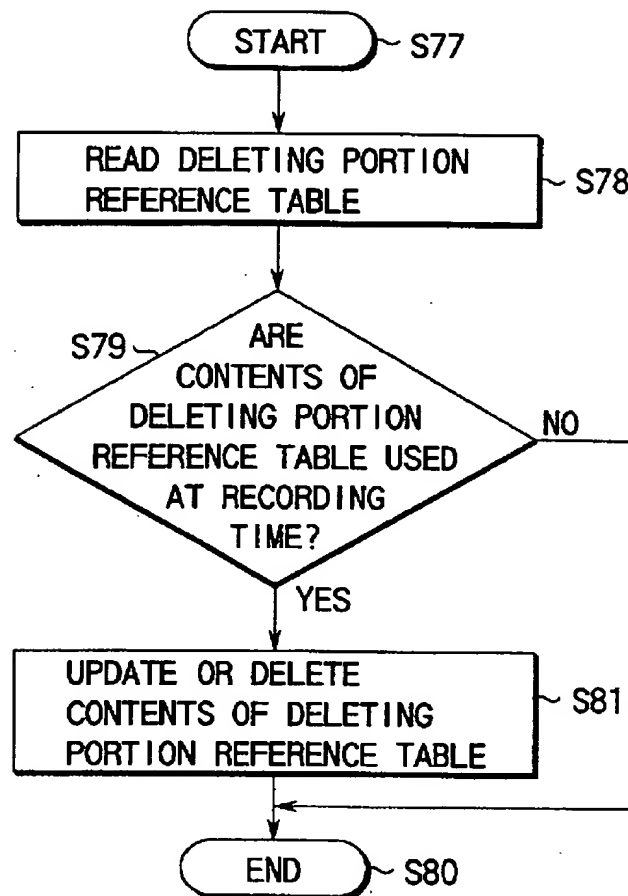 START
S77
READ DELETING PORTION
REFERENCE TABLE
S78
S79
ARE
CONTENTS OF
DELETING PORTION
REFERENCE TABLE USED
AT RECORDING
TIME?
NO
YES
UPDATE OR DELETE
CONTENTS OF DELETING
PORTION REFERENCE TABLE
S81
END
S80